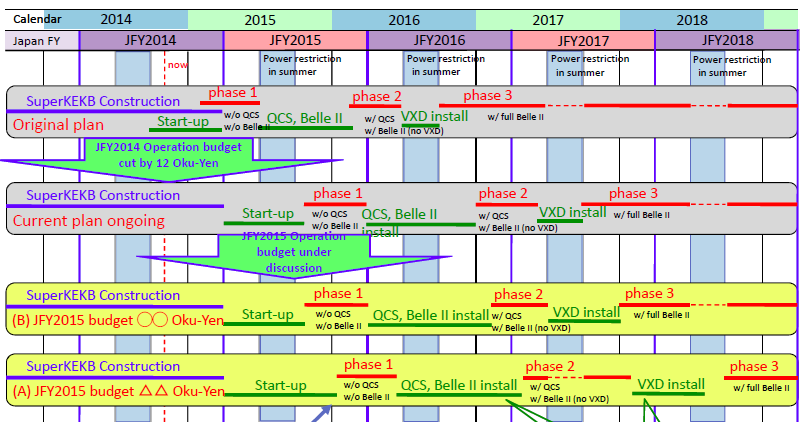 Calendar 2014 2015 2016 2017 2018
Japan FY JFY2014 JFY2015 JFY2016 JFY2017 JFY2018
now
Power restriction
in summer
Power restriction
in summer
Power restriction
in summer
Power restriction
in summer
SuperKEKB Construction phase 1 phase 2 phase 3
Original plan Start-up w/o QCS QCS, Belle II w/ QCS VXD install w/ full Belle II
w/o Belle II w/ Belle II (no VXD)
JFY2014 Operation budget
cut by 12 Oku-Yen
SuperKEKB Construction phase 1 phase 2 phase 3
Current plan ongoing Start-up w/o QCS QCS, Belle II w/ QCS VXD install w/ full Belle II
w/o Belle II install w/ Belle II (no VXD)
JFY2015 Operation
budget under
discussion
SuperKEKB Construction phase 1 phase 2 phase 3
(B) JFY2015 budget ◯◯ Oku-Yen Start-up w/o QCS QCS, Belle II install w/ QCS VXD install w/ full Belle II
w/o Belle II w/ Belle II (no VXD)
SuperKEKB Construction phase 1 phase 2 phase 3
(A) JFY2015 budget △△ Oku-Yen Start-up w/o QCS QCS, Belle II install w/ QCS VXD install w/ full Belle II
w/o Belle II w/ Belle II (no VXD)